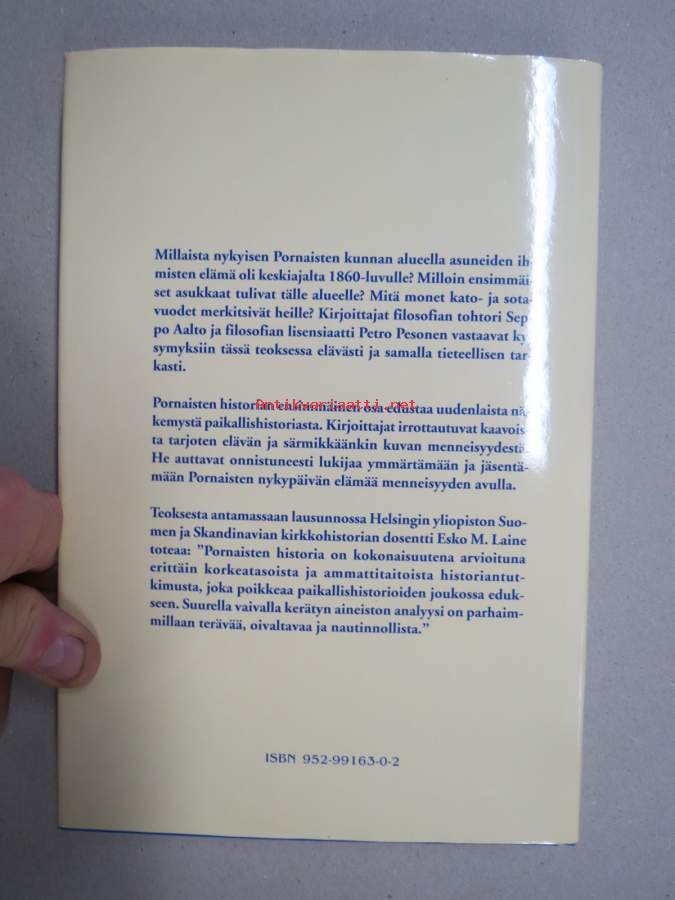 Millaista nykyisen Pornaisten kunnan alueella asuneiden ih-
misten elämä oli keskiajalta 1860-luvulle? Milloin ensimmäi-
set asukkaat tulivat tälle alueelle? Mitä monet kato- ja sota-
vuodet merkitsivät heille? Kirjoittajat filosofian tohtori Sep-
po Aalto ja filosofian lisensiaatti Petro Pesonen vastaavat ky-
symyksiin tässä teoksessa elävästi ja samalla tieteellisen tar-
kasti.
Pornaisten historian ensimmäinen osa edustaa uudenlaista nä-
Antikvariaatti.net
kemystä paikallishistoriasta. Kirjoittajat irrottautuvat kaavois-
ta tarjoten elävän ja särmikkäänkin kuvan menneisyydestä.
He auttavat onnistuneesti lukijaa ymmärtämään ja jäsentä-
mään Pornaisten nykypäivän elämää menneisyyden avulla.
Teoksesta antamassaan lausunnossa Helsingin yliopiston Suo-
men ja Skandinavian kirkkohistorian dosentti Esko M. Laine
toteaa: ”Pornaisten historia on kokonaisuutena arvioituna
erittäin korkeatasoista ja ammattitaitoista historiantut-
kimusta, joka poikkeaa paikallishistorioiden joukossa eduk-
seen. Suurella vaivalla kerätyn aineiston analyysi on parhaim-
millaan terävää, oivaltavaa ja nautinnollista.”
ISBN 952-99163-0-2